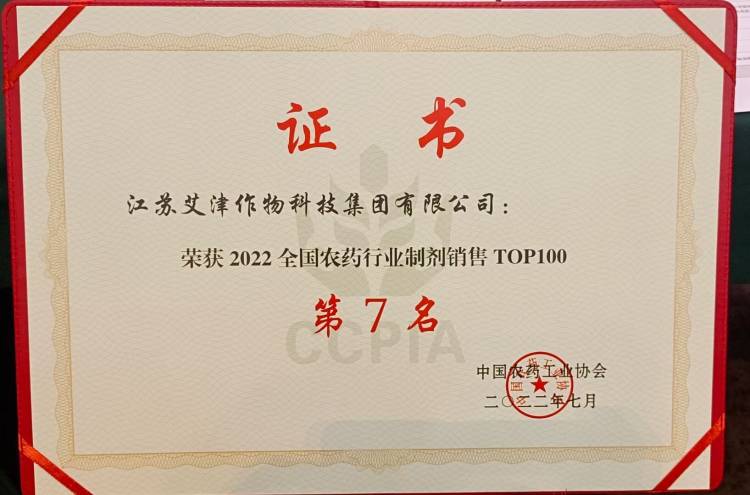 证 书
江苏艾津作物科技集团有限公司：
荣获 2022 全国农药行业制剂销售 TOP100
第 7 名
CCPIA
中国农药工业协会
二〇二二年七月